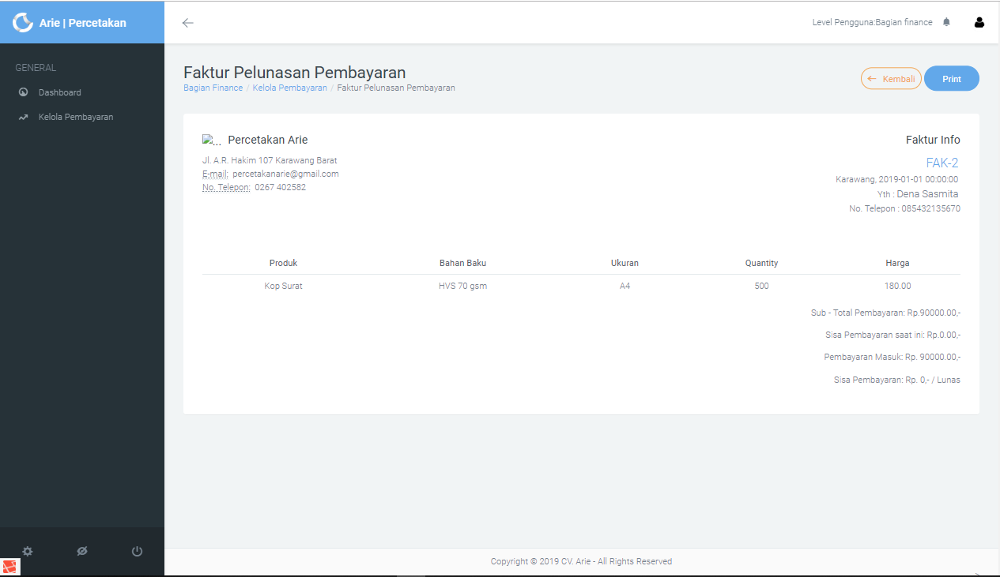 Arie | Percetakan
Level Pengguna:Bagian finance
GENERAL
Dashboard
Kelola Pembayaran
Faktur Pelunasan Pembayaran
Bagian Finance / Kelola Pembayaran / Faktur Pelunasan Pembayaran
Kembali
Print
... Percetakan Arie
Jl. A.R. Hakim 107 Karawang Barat
E-mail: percetakanarie@gmail.com
No. Telepon: 0267 402582
Faktur Info
FAK-2
Karawang, 2019-01-01 00:00:00
Yth : Dena Sasmita
No. Telepon : 085432135670
Produk Bahan Baku Ukuran Quantity Harga
Kop Surat HVS 70 gsm A4 500 180.00
Sub - Total Pembayaran: Rp.90000.00,-
Sisa Pembayaran saat ini: Rp.0.00,-
Pembayaran Masuk: Rp. 90000.00,-
Sisa Pembayaran: Rp. 0,- / Lunas
Copyright © 2019 CV. Arie - All Rights Reserved